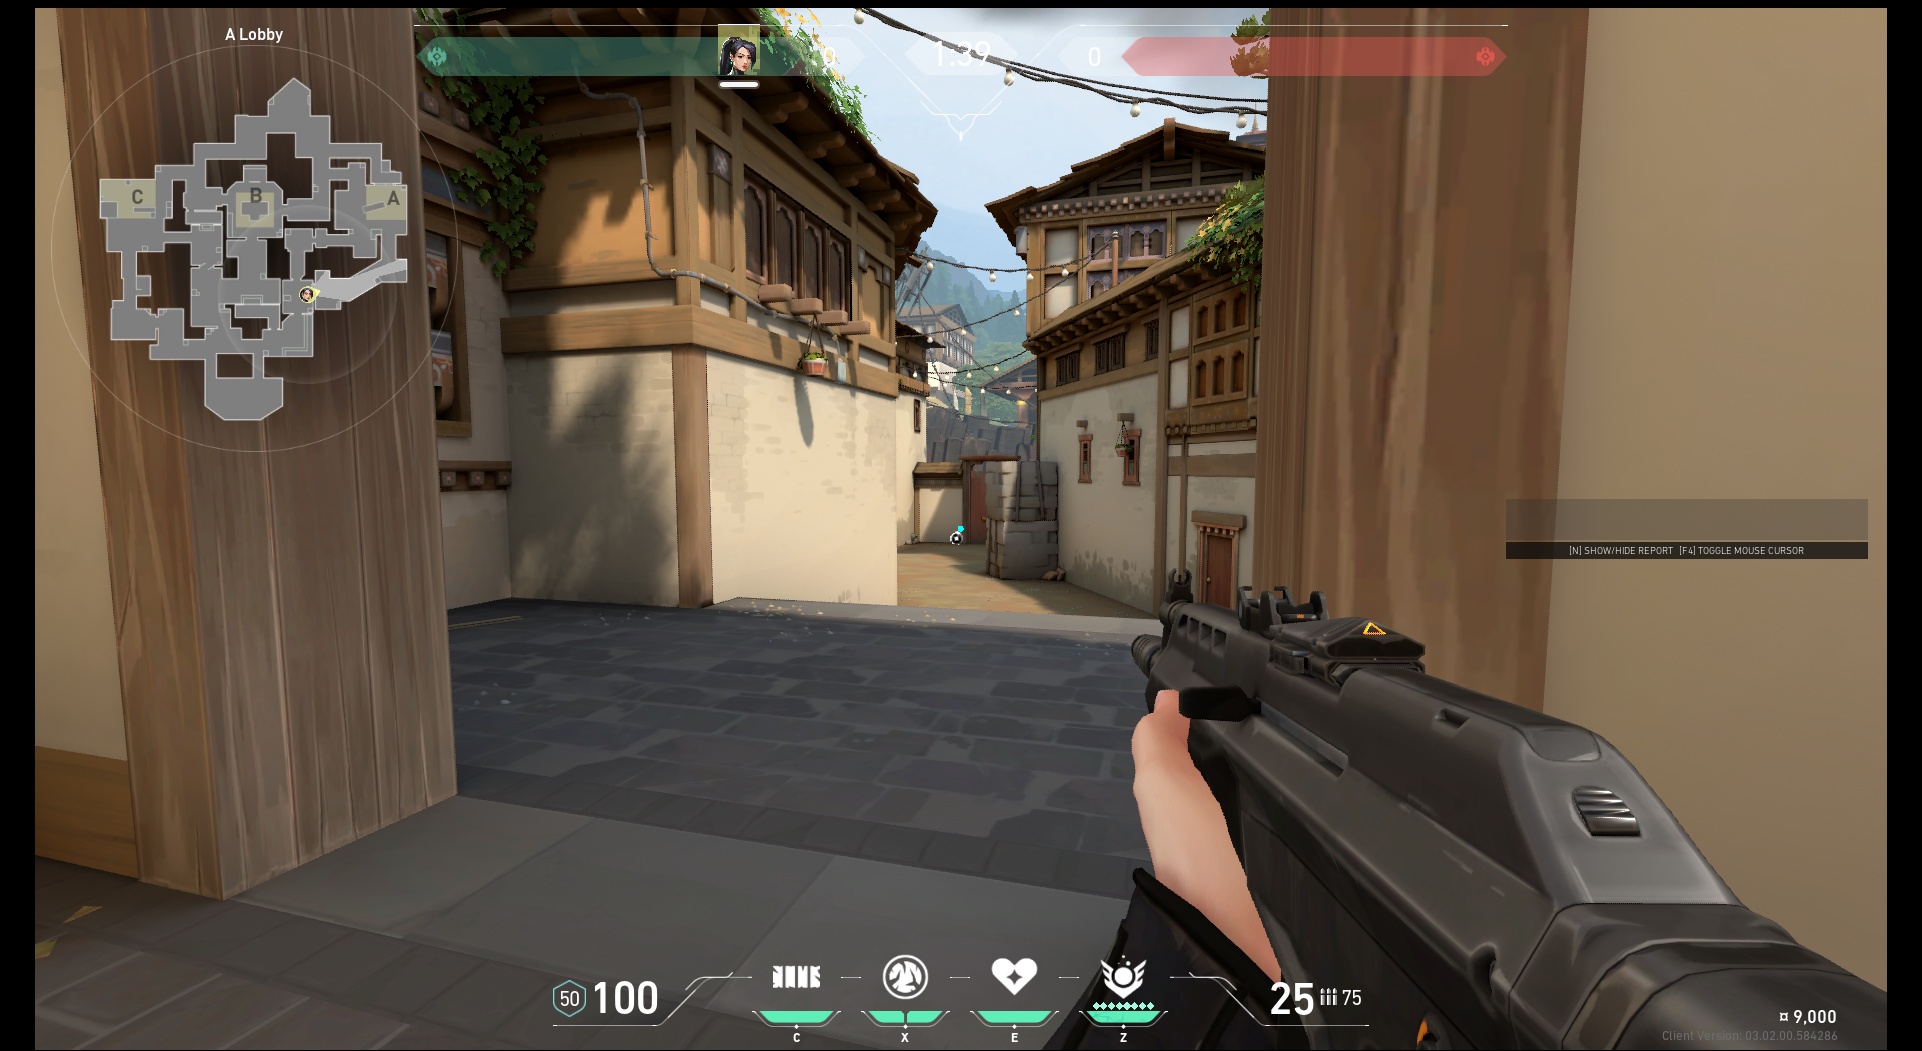 A Lobby
0
1:39
0
C
B
A
[N] SHOW/HIDE REPORT [F4] TOGGLE MOUSE CURSOR
50
100
25
75
C
X
E
Z
¤ 9,000
Client Version: 03.02.00.584286